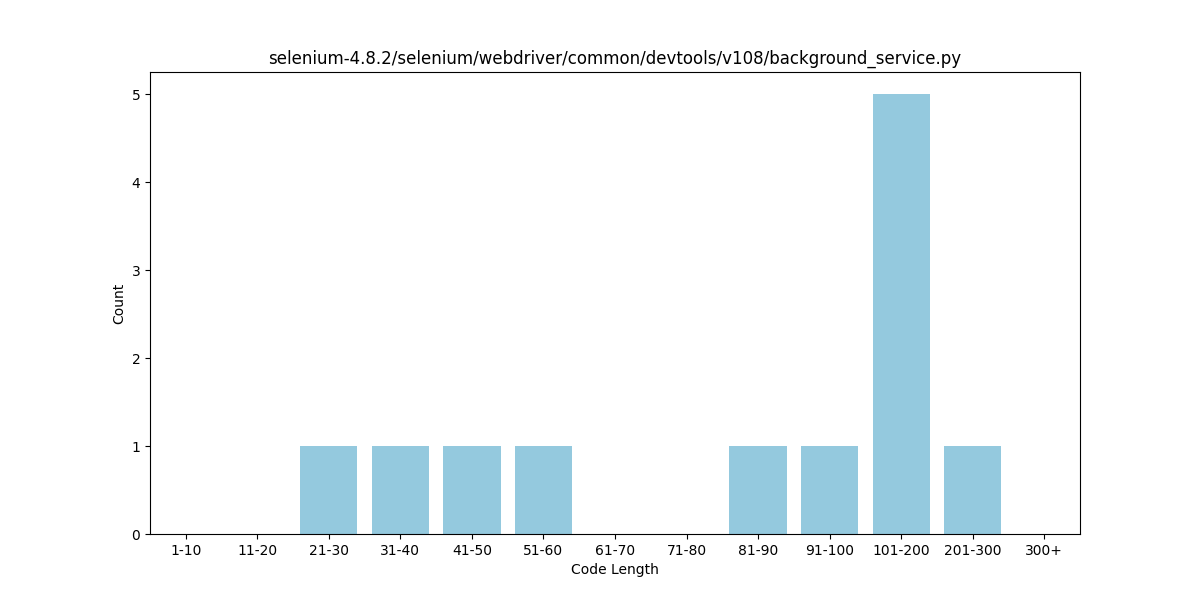 selenium-4.8.2/selenium/webdriver/common/devtools/v108/background_service.py
5
4
3
2
1
0
Count
1-10 11-20 21-30 31-40 41-50 51-60 61-70 71-80 81-90 91-100 101-200 201-300 300+
Code Length